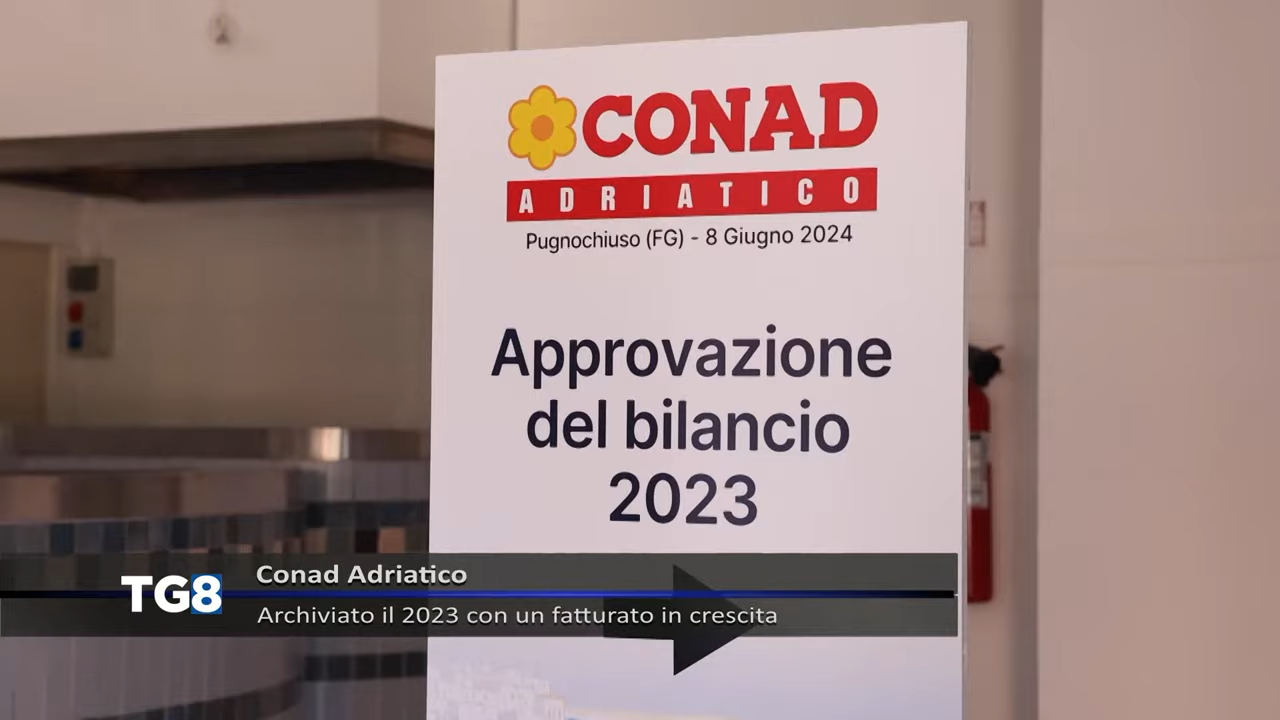 CONAD
ADRIATICO
Pugnochiuso (FG) - 8 Giugno 2024
Approvazione
del bilancio
2023
TG8
Conad Adriatico
Archiviato il 2023 con un fatturato in crescita